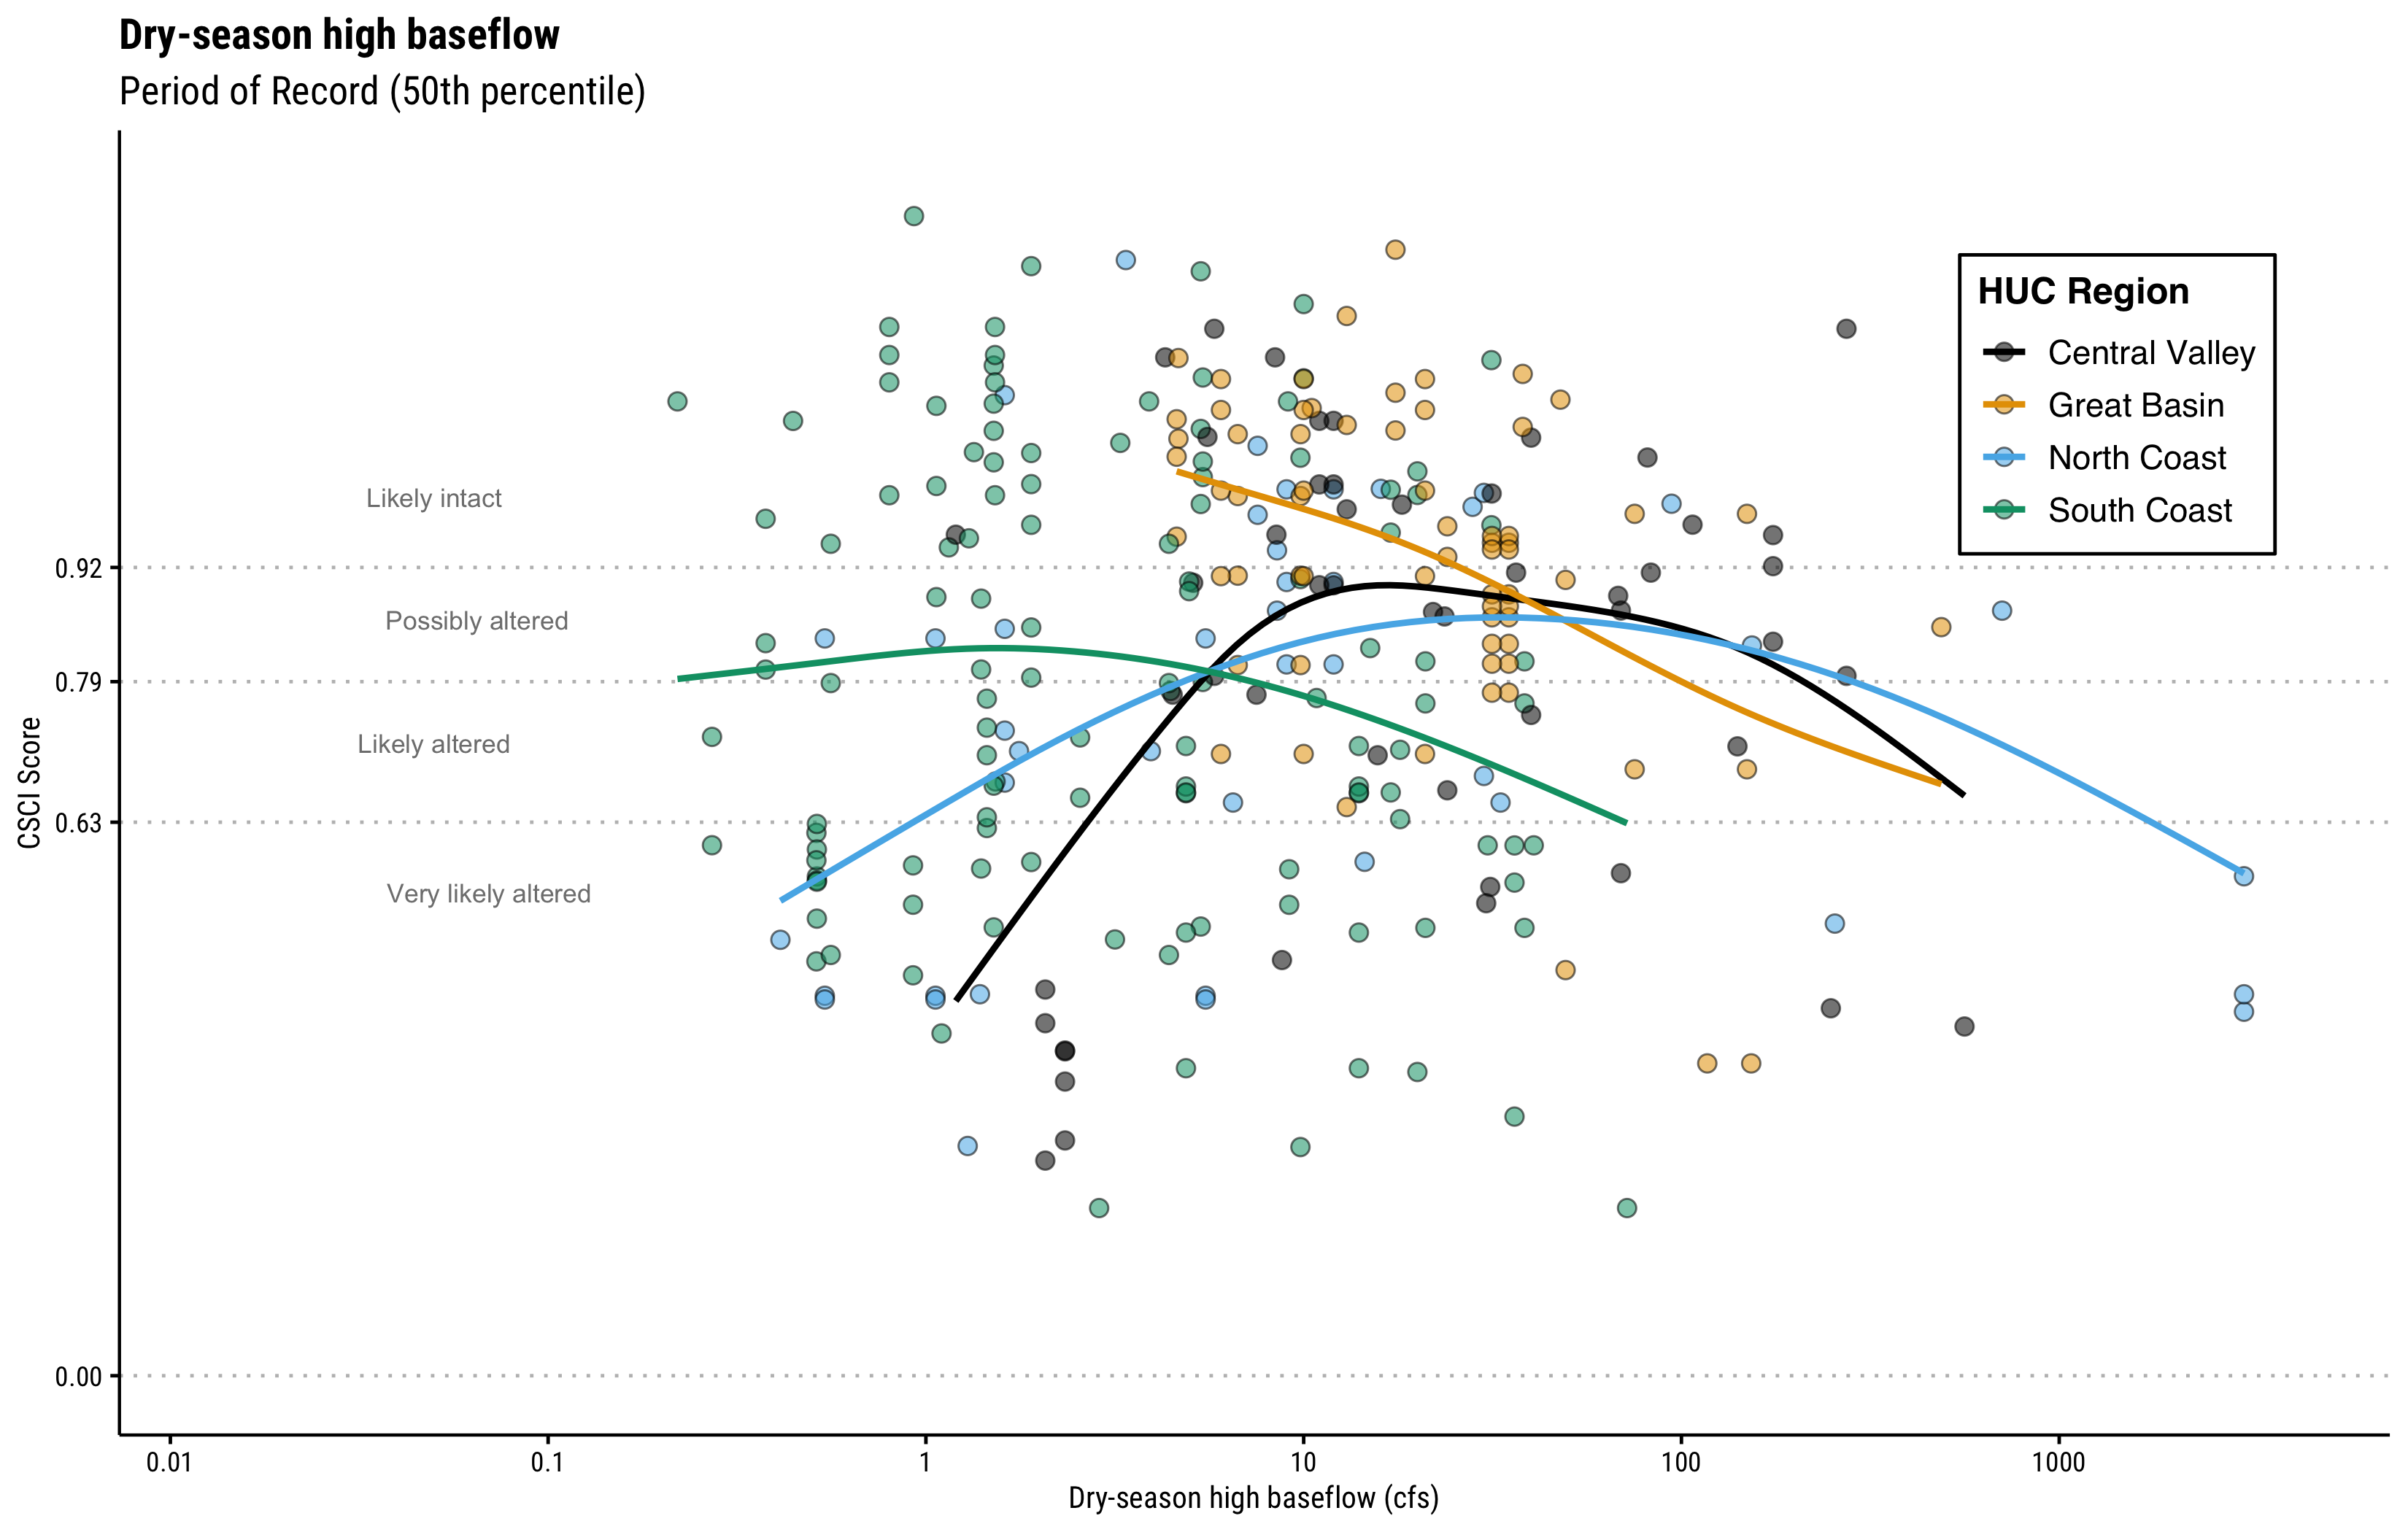 Dry-season high baseflow
Period of Record (50th percentile)
HUC Region
Central Valley
Great Basin
North Coast
South Coast
Likely intact
0.92
Possibly altered
0.79
Likely altered
CSCI Score
0.63
Very likely altered
0.00
0.01 0.1 1 10 100 1000
Dry-season high baseflow (cfs)